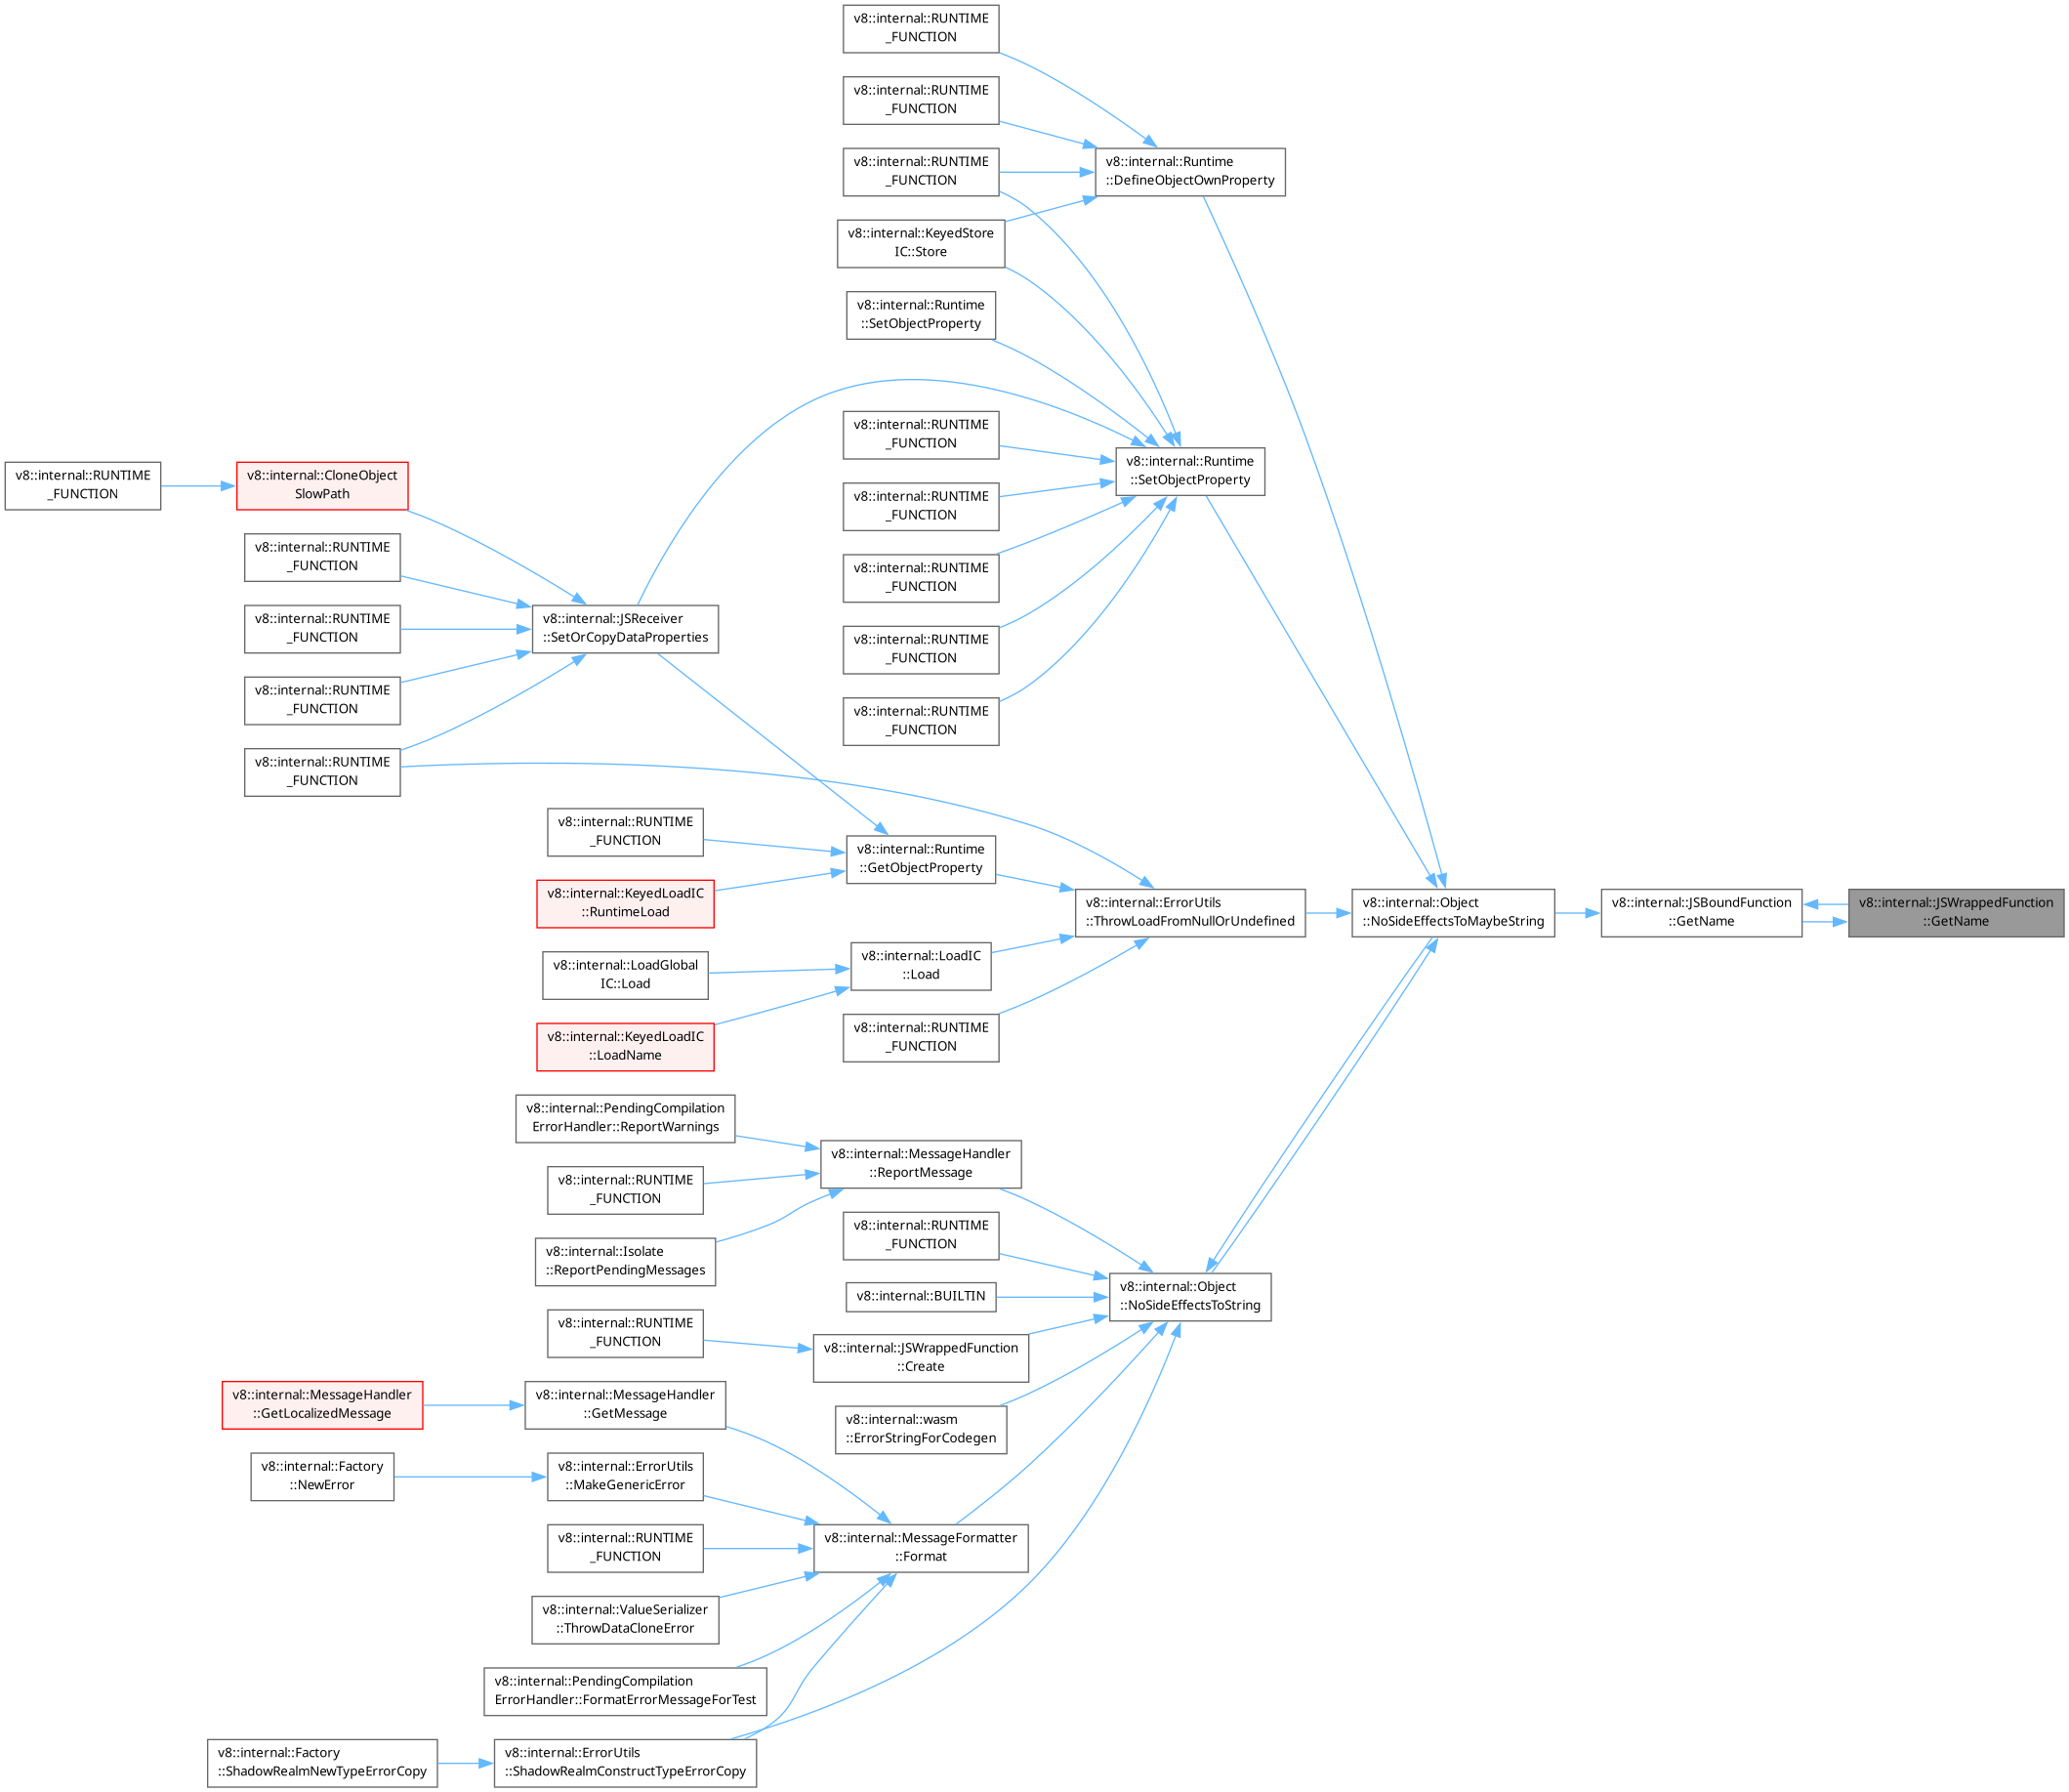 v8::internal::RUNTIME
_FUNCTION
v8::internal::RUNTIME
_FUNCTION
v8::internal::RUNTIME
_FUNCTION
v8::internal::Runtime
::DefineObjectOwnProperty
v8::internal::KeyedStore
IC::Store
v8::internal::Runtime
::SetObjectProperty
v8::internal::RUNTIME
_FUNCTION
v8::internal::RUNTIME
_FUNCTION
v8::internal::CloneObject
SlowPath
v8::internal::Runtime
::SetObjectProperty
v8::internal::RUNTIME
_FUNCTION
v8::internal::RUNTIME
_FUNCTION
v8::internal::RUNTIME
_FUNCTION
v8::internal::RUNTIME
_FUNCTION
v8::internal::JSReceiver
::SetOrCopyDataProperties
v8::internal::RUNTIME
_FUNCTION
v8::internal::RUNTIME
_FUNCTION
v8::internal::RUNTIME
_FUNCTION
v8::internal::RUNTIME
_FUNCTION
v8::internal::RUNTIME
_FUNCTION
v8::internal::Runtime
::GetObjectProperty
v8::internal::KeyedLoadIC
::RuntimeLoad
v8::internal::ErrorUtils
::ThrowLoadFromNullOrUndefined
v8::internal::Object
::NoSideEffectsToMaybeString
v8::internal::JSBoundFunction
::GetName
v8::internal::JSWrappedFunction
::GetName
v8::internal::LoadGlobal
IC::Load
v8::internal::LoadIC
::Load
v8::internal::KeyedLoadIC
::LoadName
v8::internal::RUNTIME
_FUNCTION
v8::internal::PendingCompilation
ErrorHandler::ReportWarnings
v8::internal::MessageHandler
::ReportMessage
v8::internal::RUNTIME
_FUNCTION
v8::internal::RUNTIME
_FUNCTION
v8::internal::Isolate
::ReportPendingMessages
v8::internal::BUILTIN
v8::internal::Object
::NoSideEffectsToString
v8::internal::RUNTIME
_FUNCTION
v8::internal::JSWrappedFunction
::Create
v8::internal::MessageHandler
::GetLocalizedMessage
v8::internal::MessageHandler
::GetMessage
v8::internal::wasm
::ErrorStringForCodegen
v8::internal::Factory
::NewError
v8::internal::ErrorUtils
::MakeGenericError
v8::internal::RUNTIME
_FUNCTION
v8::internal::MessageFormatter
::Format
v8::internal::ValueSerializer
::ThrowDataCloneError
v8::internal::PendingCompilation
ErrorHandler::FormatErrorMessageForTest
v8::internal::Factory
::ShadowRealmNewTypeErrorCopy
v8::internal::ErrorUtils
::ShadowRealmConstructTypeErrorCopy